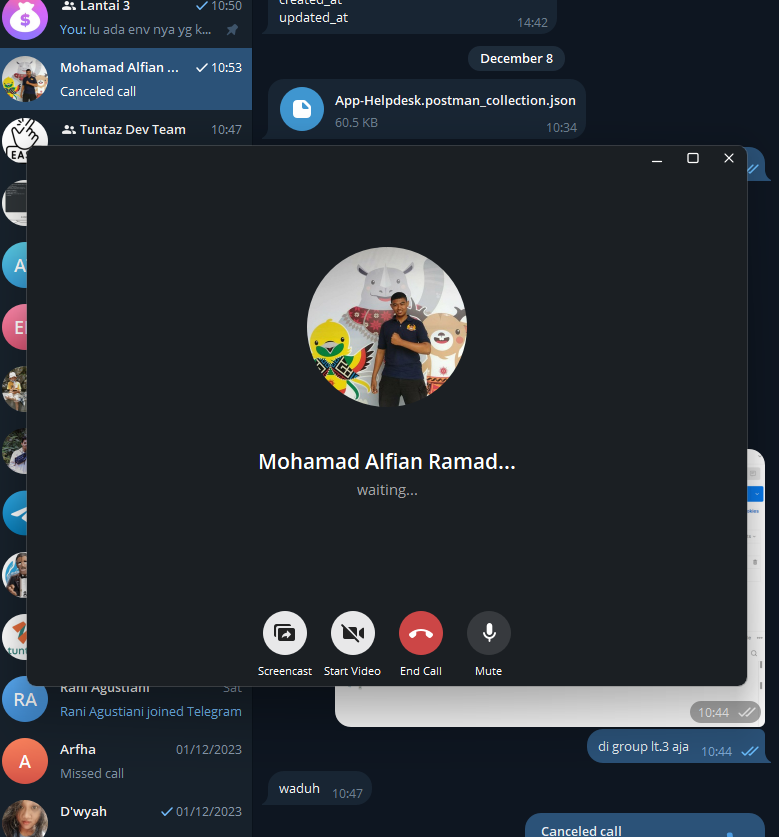 Lantai 3 10:50
You: lu ada env nya yg k...
Mohamad Alfian ... 10:53
Canceled call
Tuntaz Dev Team 10:47
EAS
A
RA
Rani Agustiani Sat
Rani Agustiani joined Telegram
A
Arfha 01/12/2023
Missed call
D'wyah 01/12/2023
created_at
updated_at
14:42
December 8
App-Helpdesk.postman_collection.json
60.5 KB
10:34
Mohamad Alfian Ramad...
waiting...
Screencast Start Video End Call Mute
10:44
di group lt.3 aja 10:44
waduh 10:47
Canceled call